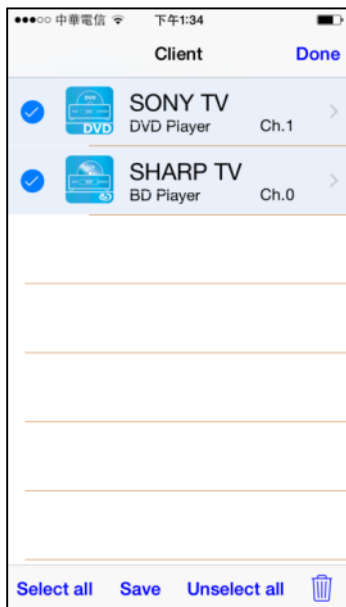 中華電信 下午1:34
Client Done
SONY TV
DVD Player Ch.1
DVD
SHARP TV
BD Player Ch.0
Select all Save Unselect all